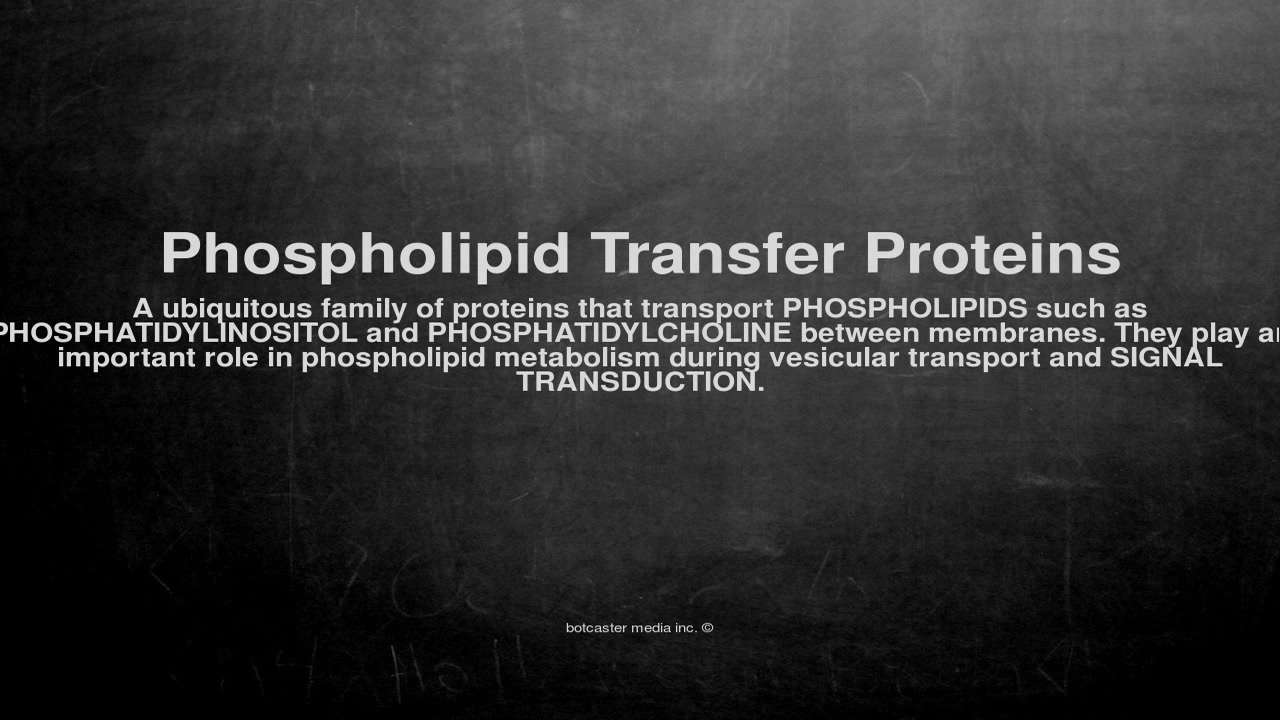 Phospholipid Transfer Proteins
A ubiquitous family of proteins that transport PHOSPHOLIPIDS such as
PHOSPHATIDYLINOSITOL and PHOSPHATIDYLCHOLINE between membranes. They play an
important role in phospholipid metabolism during vesicular transport and SIGNAL
TRANSDUCTION.
botcaster media inc. ©